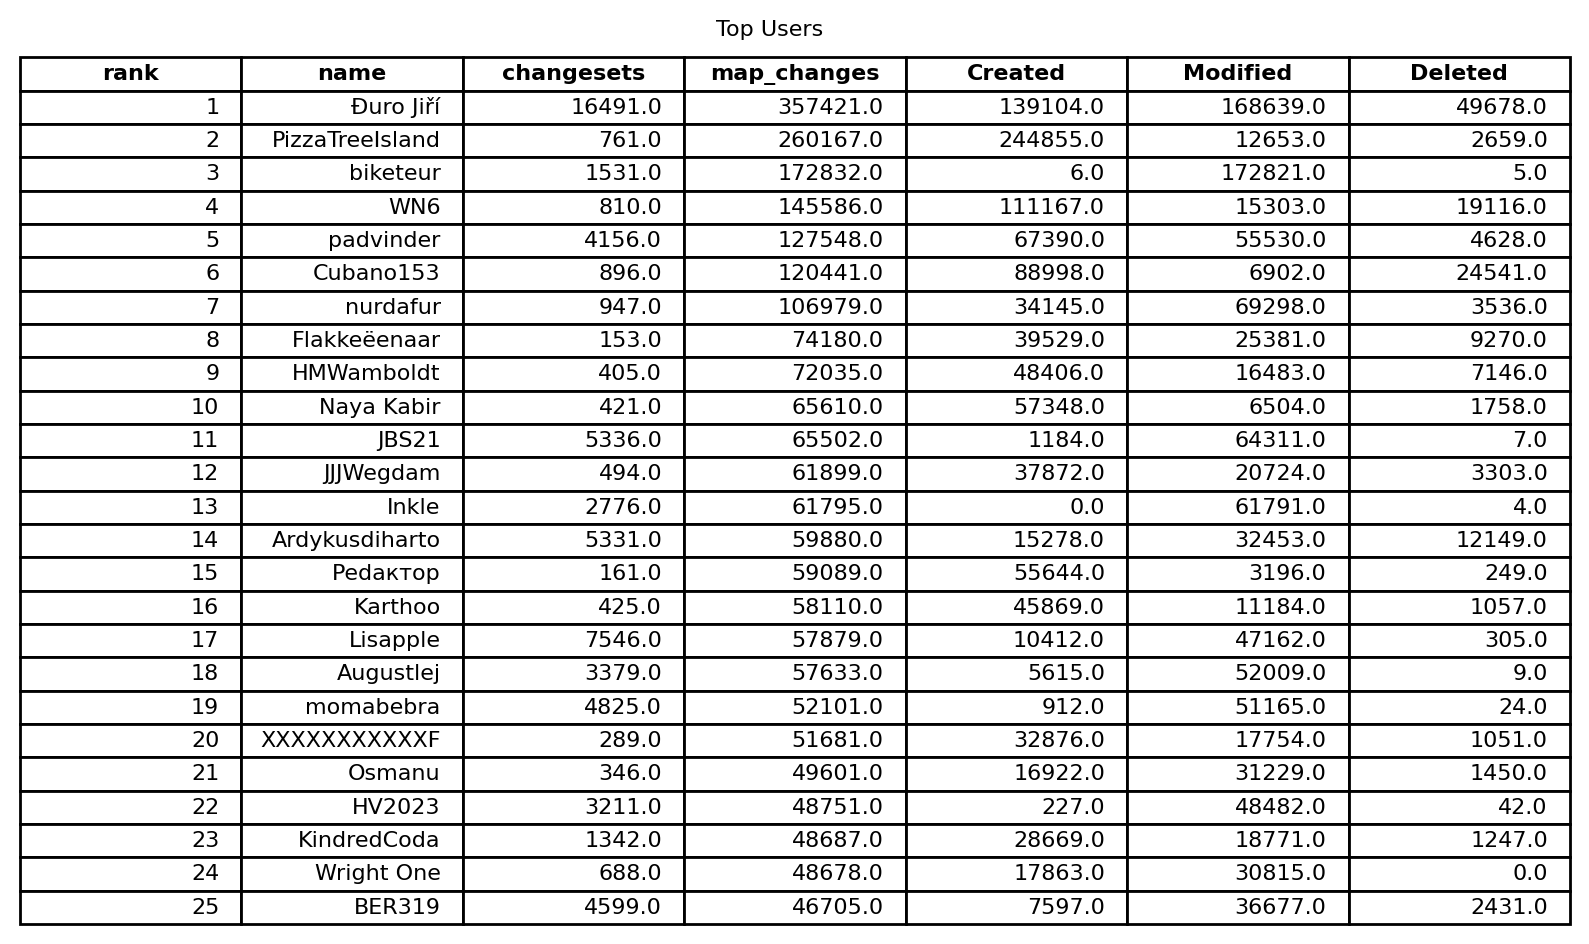 Top Users
rank name changesets map_changes Created Modified Deleted
1 Đuro Jiří 16491.0 357421.0 139104.0 168639.0 49678.0
2 PizzaTreeIsland 761.0 260167.0 244855.0 12653.0 2659.0
3 biketeur 1531.0 172832.0 6.0 172821.0 5.0
4 WN6 810.0 145586.0 111167.0 15303.0 19116.0
5 padvinder 4156.0 127548.0 67390.0 55530.0 4628.0
6 Cubano153 896.0 120441.0 88998.0 6902.0 24541.0
7 nurdafur 947.0 106979.0 34145.0 69298.0 3536.0
8 Flakkeëenaar 153.0 74180.0 39529.0 25381.0 9270.0
9 HMWamboldt 405.0 72035.0 48406.0 16483.0 7146.0
10 Naya Kabir 421.0 65610.0 57348.0 6504.0 1758.0
11 JBS21 5336.0 65502.0 1184.0 64311.0 7.0
12 JJJWegdam 494.0 61899.0 37872.0 20724.0 3303.0
13 Inkle 2776.0 61795.0 0.0 61791.0 4.0
14 Ardykusdiharto 5331.0 59880.0 15278.0 32453.0 12149.0
15 Pedaктор 161.0 59089.0 55644.0 3196.0 249.0
16 Karthoo 425.0 58110.0 45869.0 11184.0 1057.0
17 Lisapple 7546.0 57879.0 10412.0 47162.0 305.0
18 Augustlej 3379.0 57633.0 5615.0 52009.0 9.0
19 momabebra 4825.0 52101.0 912.0 51165.0 24.0
20 XXXXXXXXXXXF 289.0 51681.0 32876.0 17754.0 1051.0
21 Osmanu 346.0 49601.0 16922.0 31229.0 1450.0
22 HV2023 3211.0 48751.0 227.0 48482.0 42.0
23 KindredCoda 1342.0 48687.0 28669.0 18771.0 1247.0
24 Wright One 688.0 48678.0 17863.0 30815.0 0.0
25 BER319 4599.0 46705.0 7597.0 36677.0 2431.0